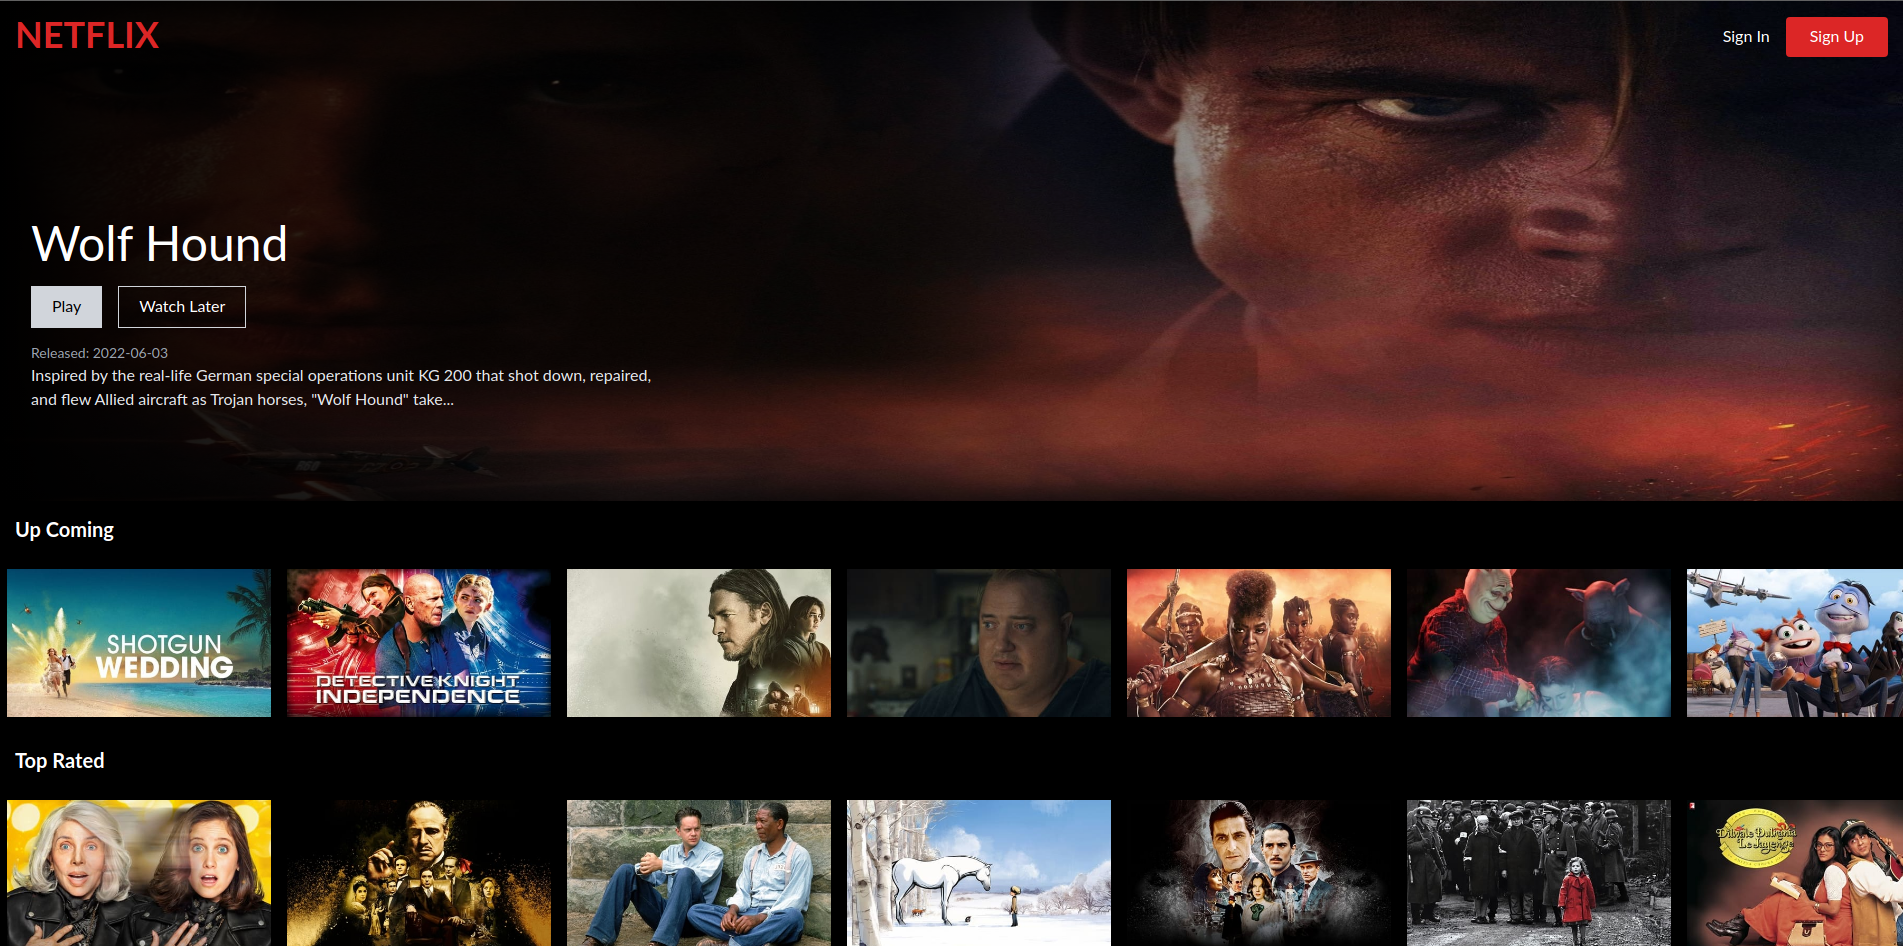 NETFLIX
Sign In
Sign Up
Wolf Hound
Play
Watch Later
Released: 2022-06-03
Inspired by the real-life German special operations unit KG 200 that shot down, repaired,
and flew Allied aircraft as Trojan horses, "Wolf Hound" take...
Up Coming
SHOTGUN
WEDDING
DETECTIVE KNIGHT
INDEPENDENCE
Top Rated
Dilwale Dulhania
Le Jayenge